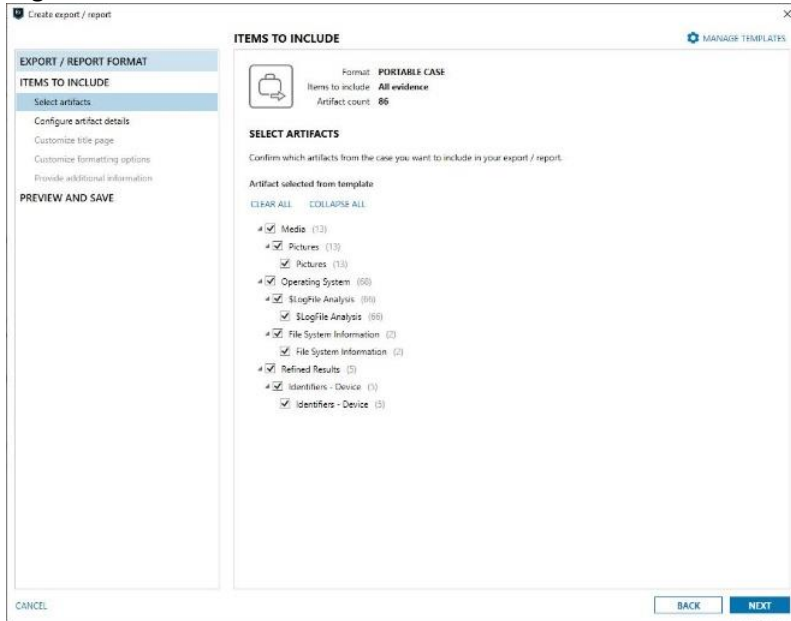 Create export / report
ITEMS TO INCLUDE
MANAGE TEMPLATES
EXPORT / REPORT FORMAT
ITEMS TO INCLUDE
Select artifacts
Configure artifact details
Customize title page
Customize formatting options
Provide additional information
PREVIEW AND SAVE
Format PORTABLE CASE
Items to include All evidence
Artifact count 86
SELECT ARTIFACTS
Confirm which artifacts from the case you want to include in your export / report.
Artifact selected from template
CLEAR ALL COLLAPSE ALL
Media (13)
Pictures (13)
Pictures (13)
Operating System (68)
$LogFile Analysis (66)
$LogFile Analysis (66)
File System Information (2)
File System Information (2)
Refined Results (5)
Identifiers - Device (5)
Identifiers - Device (5)
CANCEL
BACK NEXT